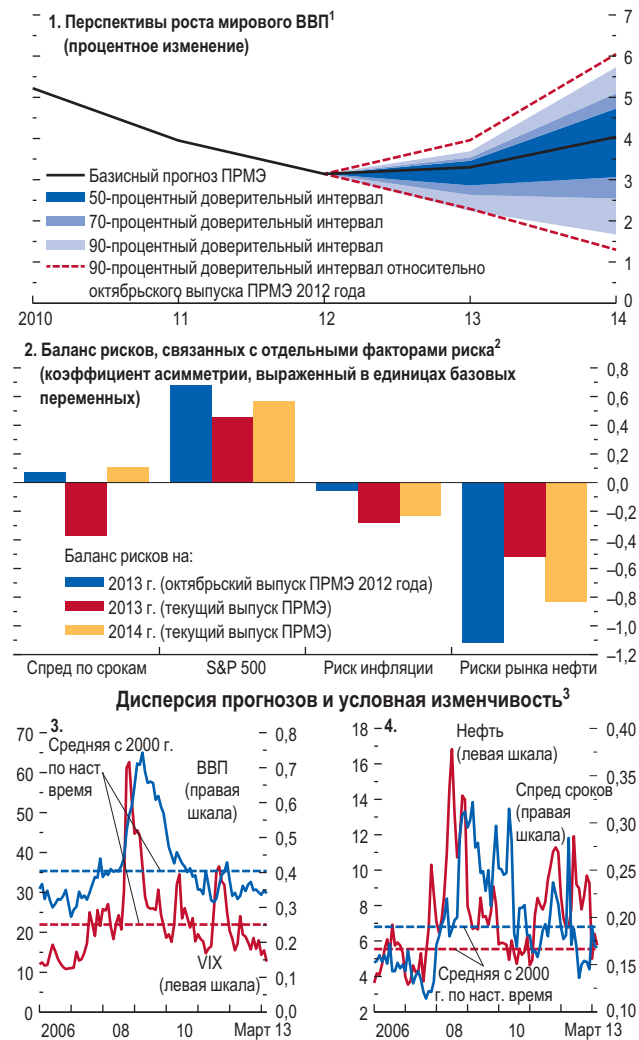 1. Перспективы роста мирового ВВП¹
(процентное изменение)
7
6
5
4
3
2
1
0
Базисный прогноз ПРМЭ
50-процентный доверительный интервал
70-процентный доверительный интервал
90-процентный доверительный интервал
90-процентный доверительный интервал относительно
октябрьского выпуска ПРМЭ 2012 года
2010 11 12 13 14
2. Баланс рисков, связанных с отдельными факторами риска²
(коэффициент асимметрии, выраженный в единицах базовых
переменных)
0,8
0,6
0,4
0,2
0,0
–0,2
–0,4
–0,6
–0,8
–1,0
–1,2
Баланс рисков на:
2013 г. (октябрьский выпуск ПРМЭ 2012 года)
2013 г. (текущий выпуск ПРМЭ)
2014 г. (текущий выпуск ПРМЭ)
Спред по срокам S&P 500 Риск инфляции Риски рынка нефти
Дисперсия прогнозов и условная изменчивость³
3.
70
60
50
40
30
20
10
0
Средняя с 2000 г.
по наст.
время
ВВП
(правая
шкала)
VIX
(левая шкала)
0,8
0,7
0,6
0,5
0,4
0,3
0,2
0,1
0,0
2006 08 10 Март 13
4.
18
16
14
12
10
8
6
4
2
Нефть
(левая шкала)
Спред сроков
(правая
шкала)
Средняя с 2000
г. по наст. время
0,40
0,35
0,30
0,25
0,20
0,15
0,10
2006 08 10 Март 13